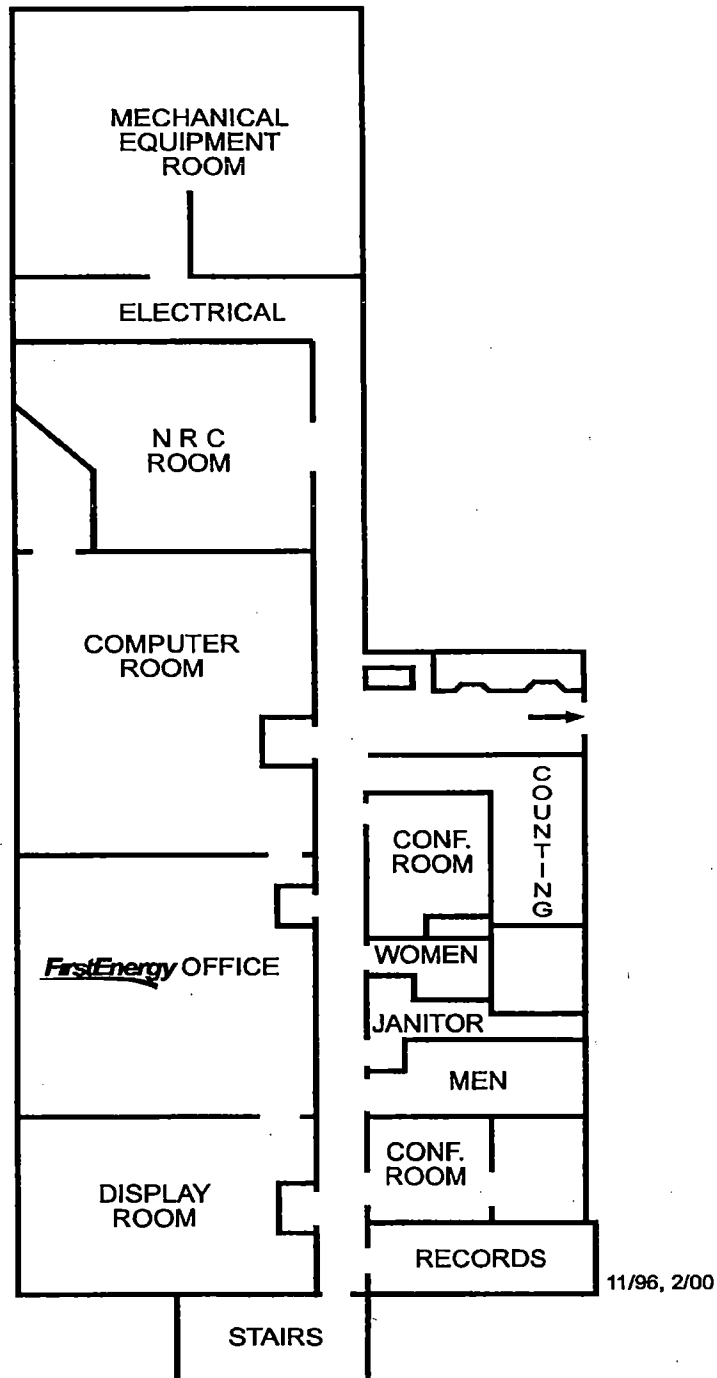 MECHANICAL
EQUIPMENT
ROOM
ELECTRICAL
N R C
ROOM
COMPUTER
ROOM
COUNTING
CONF.
ROOM
WOMEN
FirstEnergy OFFICE
JANITOR
MEN
CONF.
ROOM
DISPLAY
ROOM
RECORDS
11/96, 2/00
STAIRS